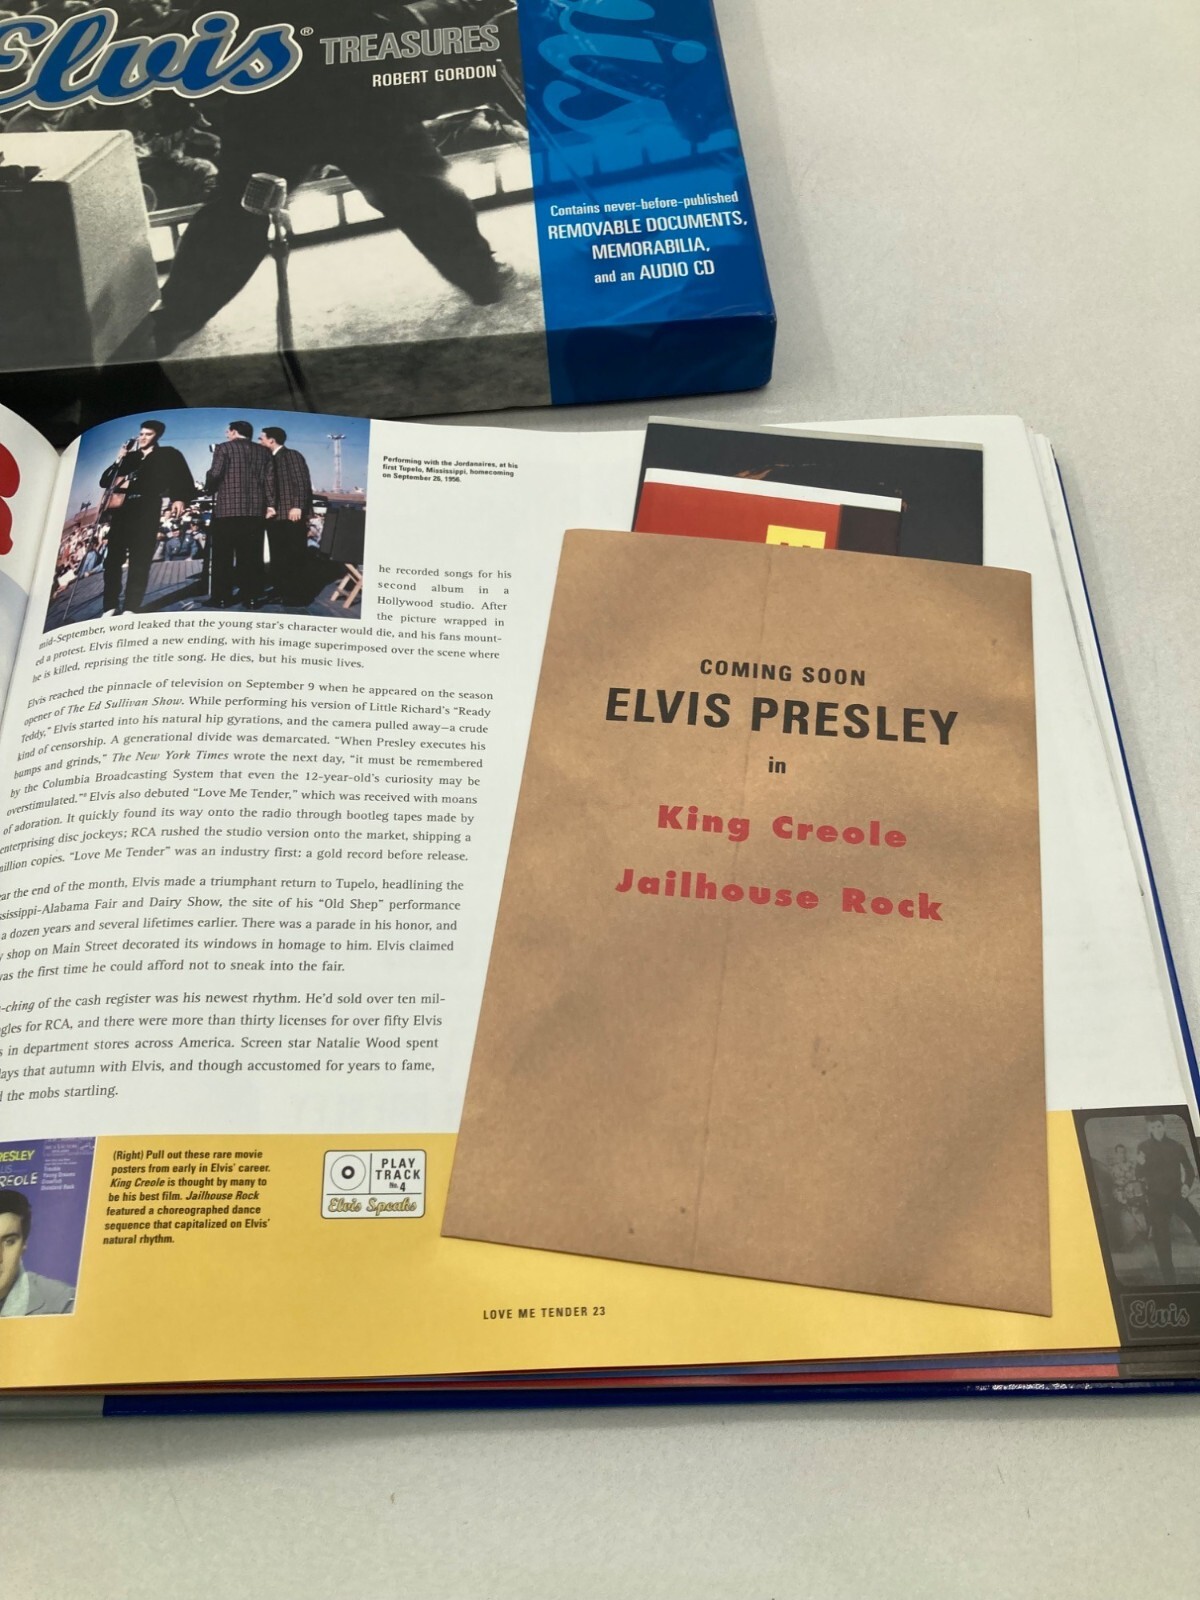 Elvis® TREASURES
ROBERT GORDON
Contains never-before-published
REMOVABLE DOCUMENTS,
MEMORABILIA,
and an AUDIO CD
Performing with the Jordanaires, at his
first Tupelo, Mississippi, homecoming
on September 26, 1956.
he recorded songs for his
second album in a
Hollywood studio. After
the picture wrapped in
mid-September, word leaked that the young star's character would die, and his fans mount-
ed a protest. Elvis filmed a new ending, with his image superimposed over the scene where
he is killed, reprising the title song. He dies, but his music lives.
Elvis reached the pinnacle of television on September 9 when he appeared on the season
opener of The Ed Sullivan Show. While performing his version of Little Richard's "Ready
Teddy," Elvis started into his natural hip gyrations, and the camera pulled away—a crude
kind of censorship. A generational divide was demarcated. "When Presley executes his
bumps and grinds," The New York Times wrote the next day, "it must be remembered
by the Columbia Broadcasting System that even the 12-year-old's curiosity may be
overstimulated." Elvis also debuted "Love Me Tender," which was received with moans
of adoration. It quickly found its way onto the radio through bootleg tapes made by
enterprising disc jockeys; RCA rushed the studio version onto the market, shipping a
million copies. "Love Me Tender" was an industry first: a gold record before release.
ar the end of the month, Elvis made a triumphant return to Tupelo, headlining the
ssissippi-Alabama Fair and Dairy Show, the site of his "Old Shep" performance
a dozen years and several lifetimes earlier. There was a parade in his honor, and
y shop on Main Street decorated its windows in homage to him. Elvis claimed
was the first time he could afford not to sneak into the fair.
-ching of the cash register was his newest rhythm. He'd sold over ten mil-
gles for RCA, and there were more than thirty licenses for over fifty Elvis
s in department stores across America. Screen star Natalie Wood spent
lays that autumn with Elvis, and though accustomed for years to fame,
the mobs startling.
COMING SOON
ELVIS PRESLEY
in
King Creole
Jailhouse Rock
RESLEY
REOLE
(Right) Pull out these rare movie
posters from early in Elvis' career.
King Creole is thought by many to
be his best film. Jailhouse Rock
featured a choreographed dance
sequence that capitalized on Elvis'
natural rhythm.
PLAY
TRACK
No. 4
Elvis Speaks
LOVE ME TENDER 23
Elvis